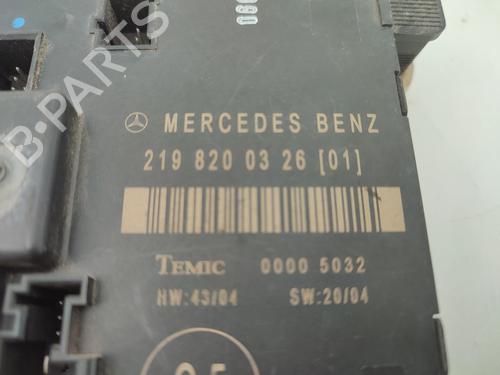 B-PARTS
MERCEDES BENZ
219 820 03 26 [01]
TEMIC 0000 5032
HW:43/04 SW:20/04